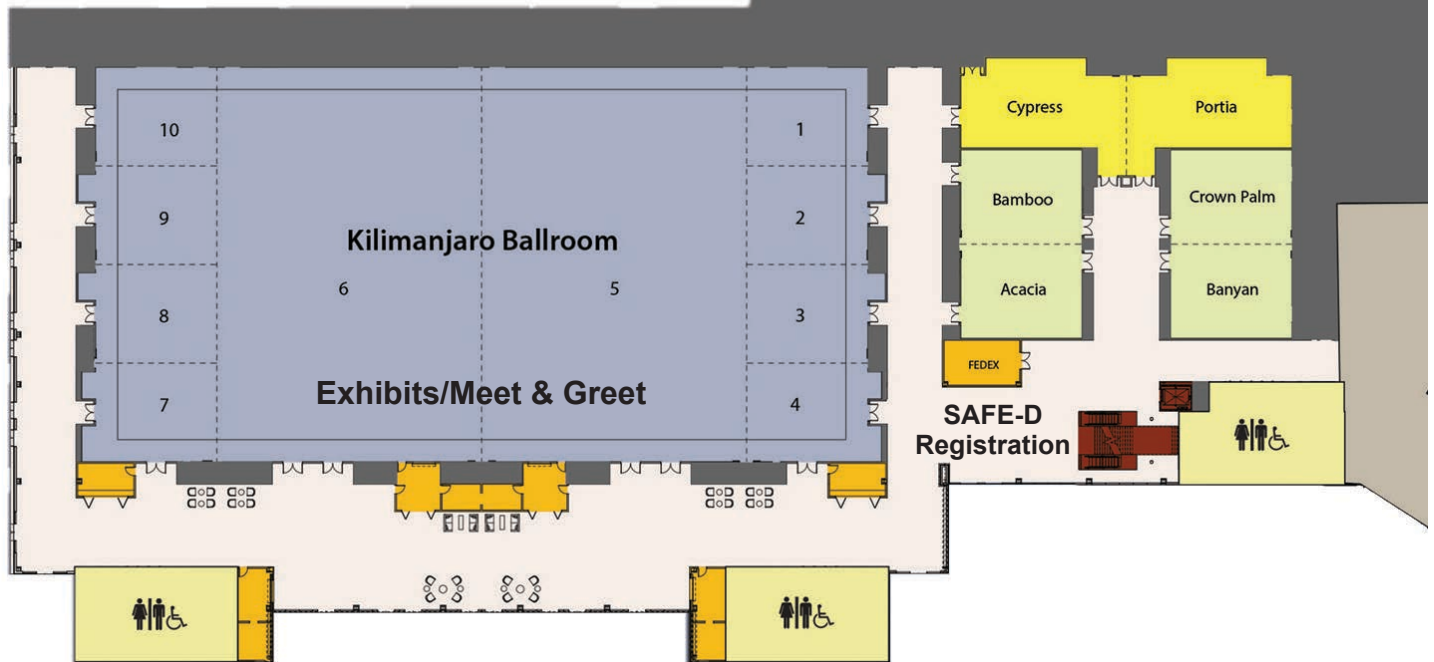 Cypress
Portia
10
1
Bamboo
Crown Palm
9
2
Kilimanjaro Ballroom
6
5
Acacia
Banyan
8
3
FEDEX
Exhibits/Meet & Greet
7
4
SAFE-D
Registration